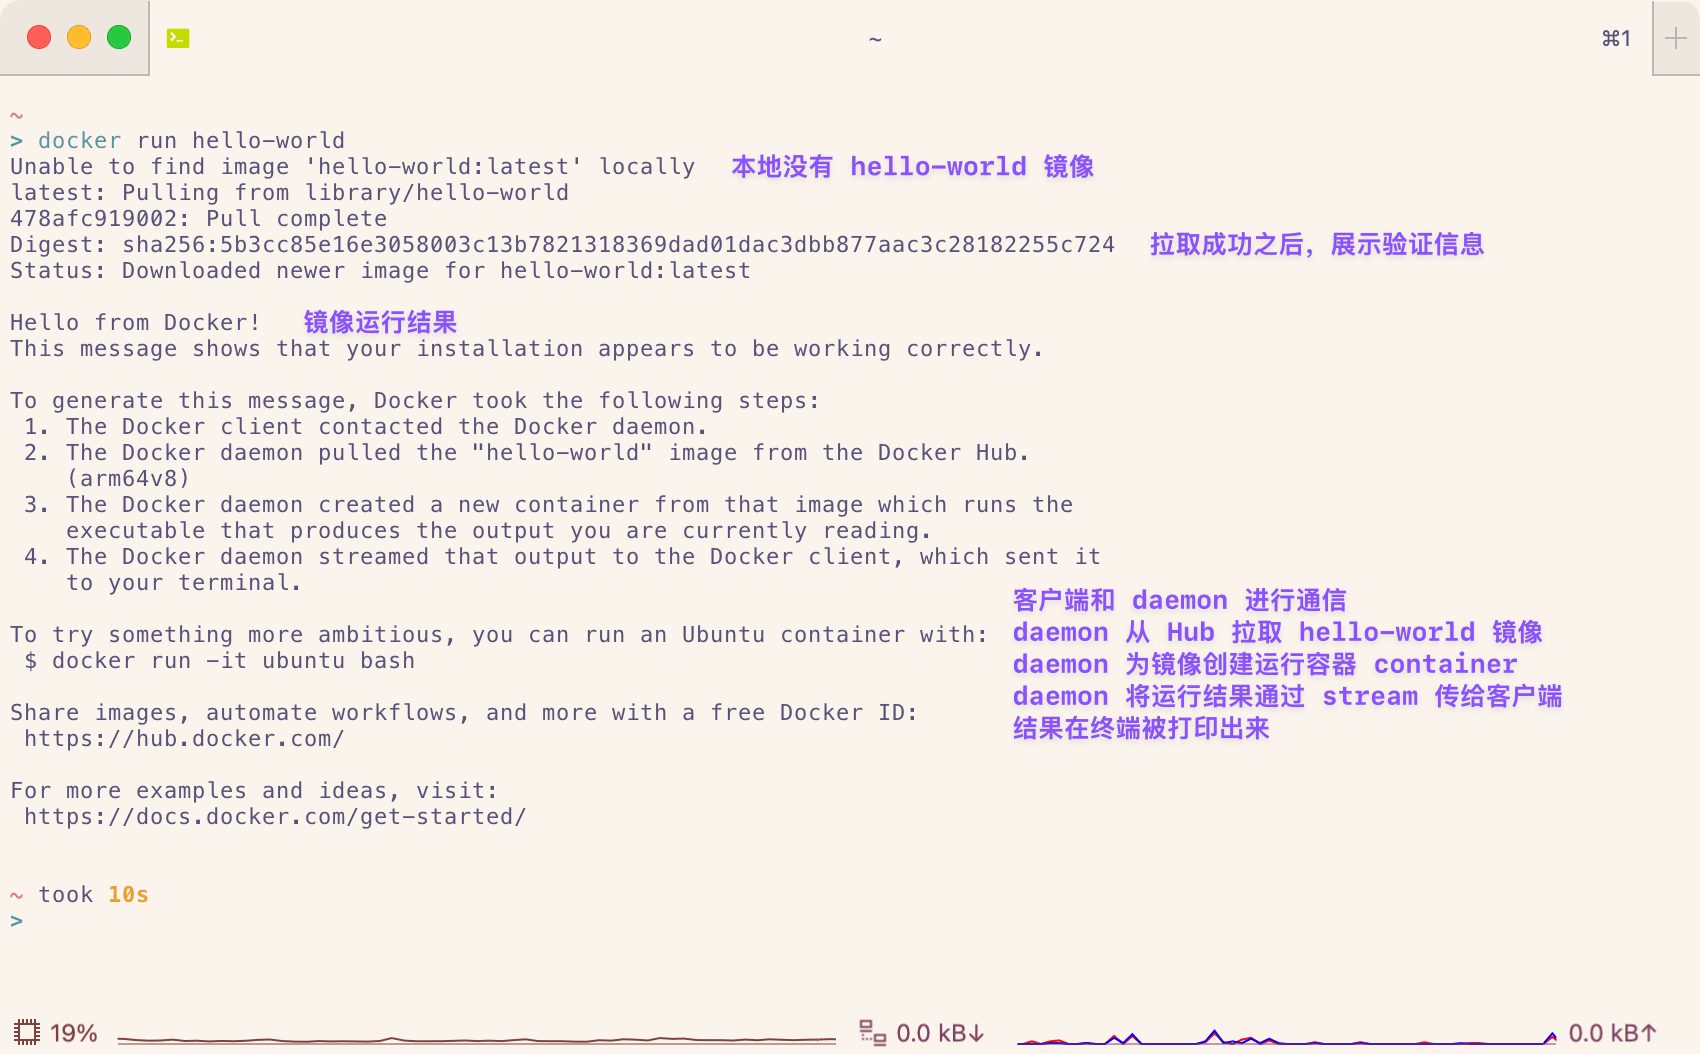 ~
⌘1
~
> docker run hello-world
Unable to find image 'hello-world:latest' locally 本地没有 hello-world 镜像
latest: Pulling from library/hello-world
478afc919002: Pull complete
Digest: sha256:5b3cc85e16e3058003c13b7821318369dad01dac3dbb877aac3c28182255c724 拉取成功之后，展示验证信息
Status: Downloaded newer image for hello-world:latest
Hello from Docker! 镜像运行结果
This message shows that your installation appears to be working correctly.
To generate this message, Docker took the following steps:
1. The Docker client contacted the Docker daemon.
2. The Docker daemon pulled the "hello-world" image from the Docker Hub.
(arm64v8)
3. The Docker daemon created a new container from that image which runs the
executable that produces the output you are currently reading.
4. The Docker daemon streamed that output to the Docker client, which sent it
to your terminal.
客户端和 daemon 进行通信
daemon 从 Hub 拉取 hello-world 镜像
daemon 为镜像创建运行容器 container
daemon 将运行结果通过 stream 传给客户端
结果在终端被打印出来
To try something more ambitious, you can run an Ubuntu container with:
$ docker run -it ubuntu bash
Share images, automate workflows, and more with a free Docker ID:
https://hub.docker.com/
For more examples and ideas, visit:
https://docs.docker.com/get-started/
~ took 10s
>
19%
0.0 kB↓
0.0 kB↑